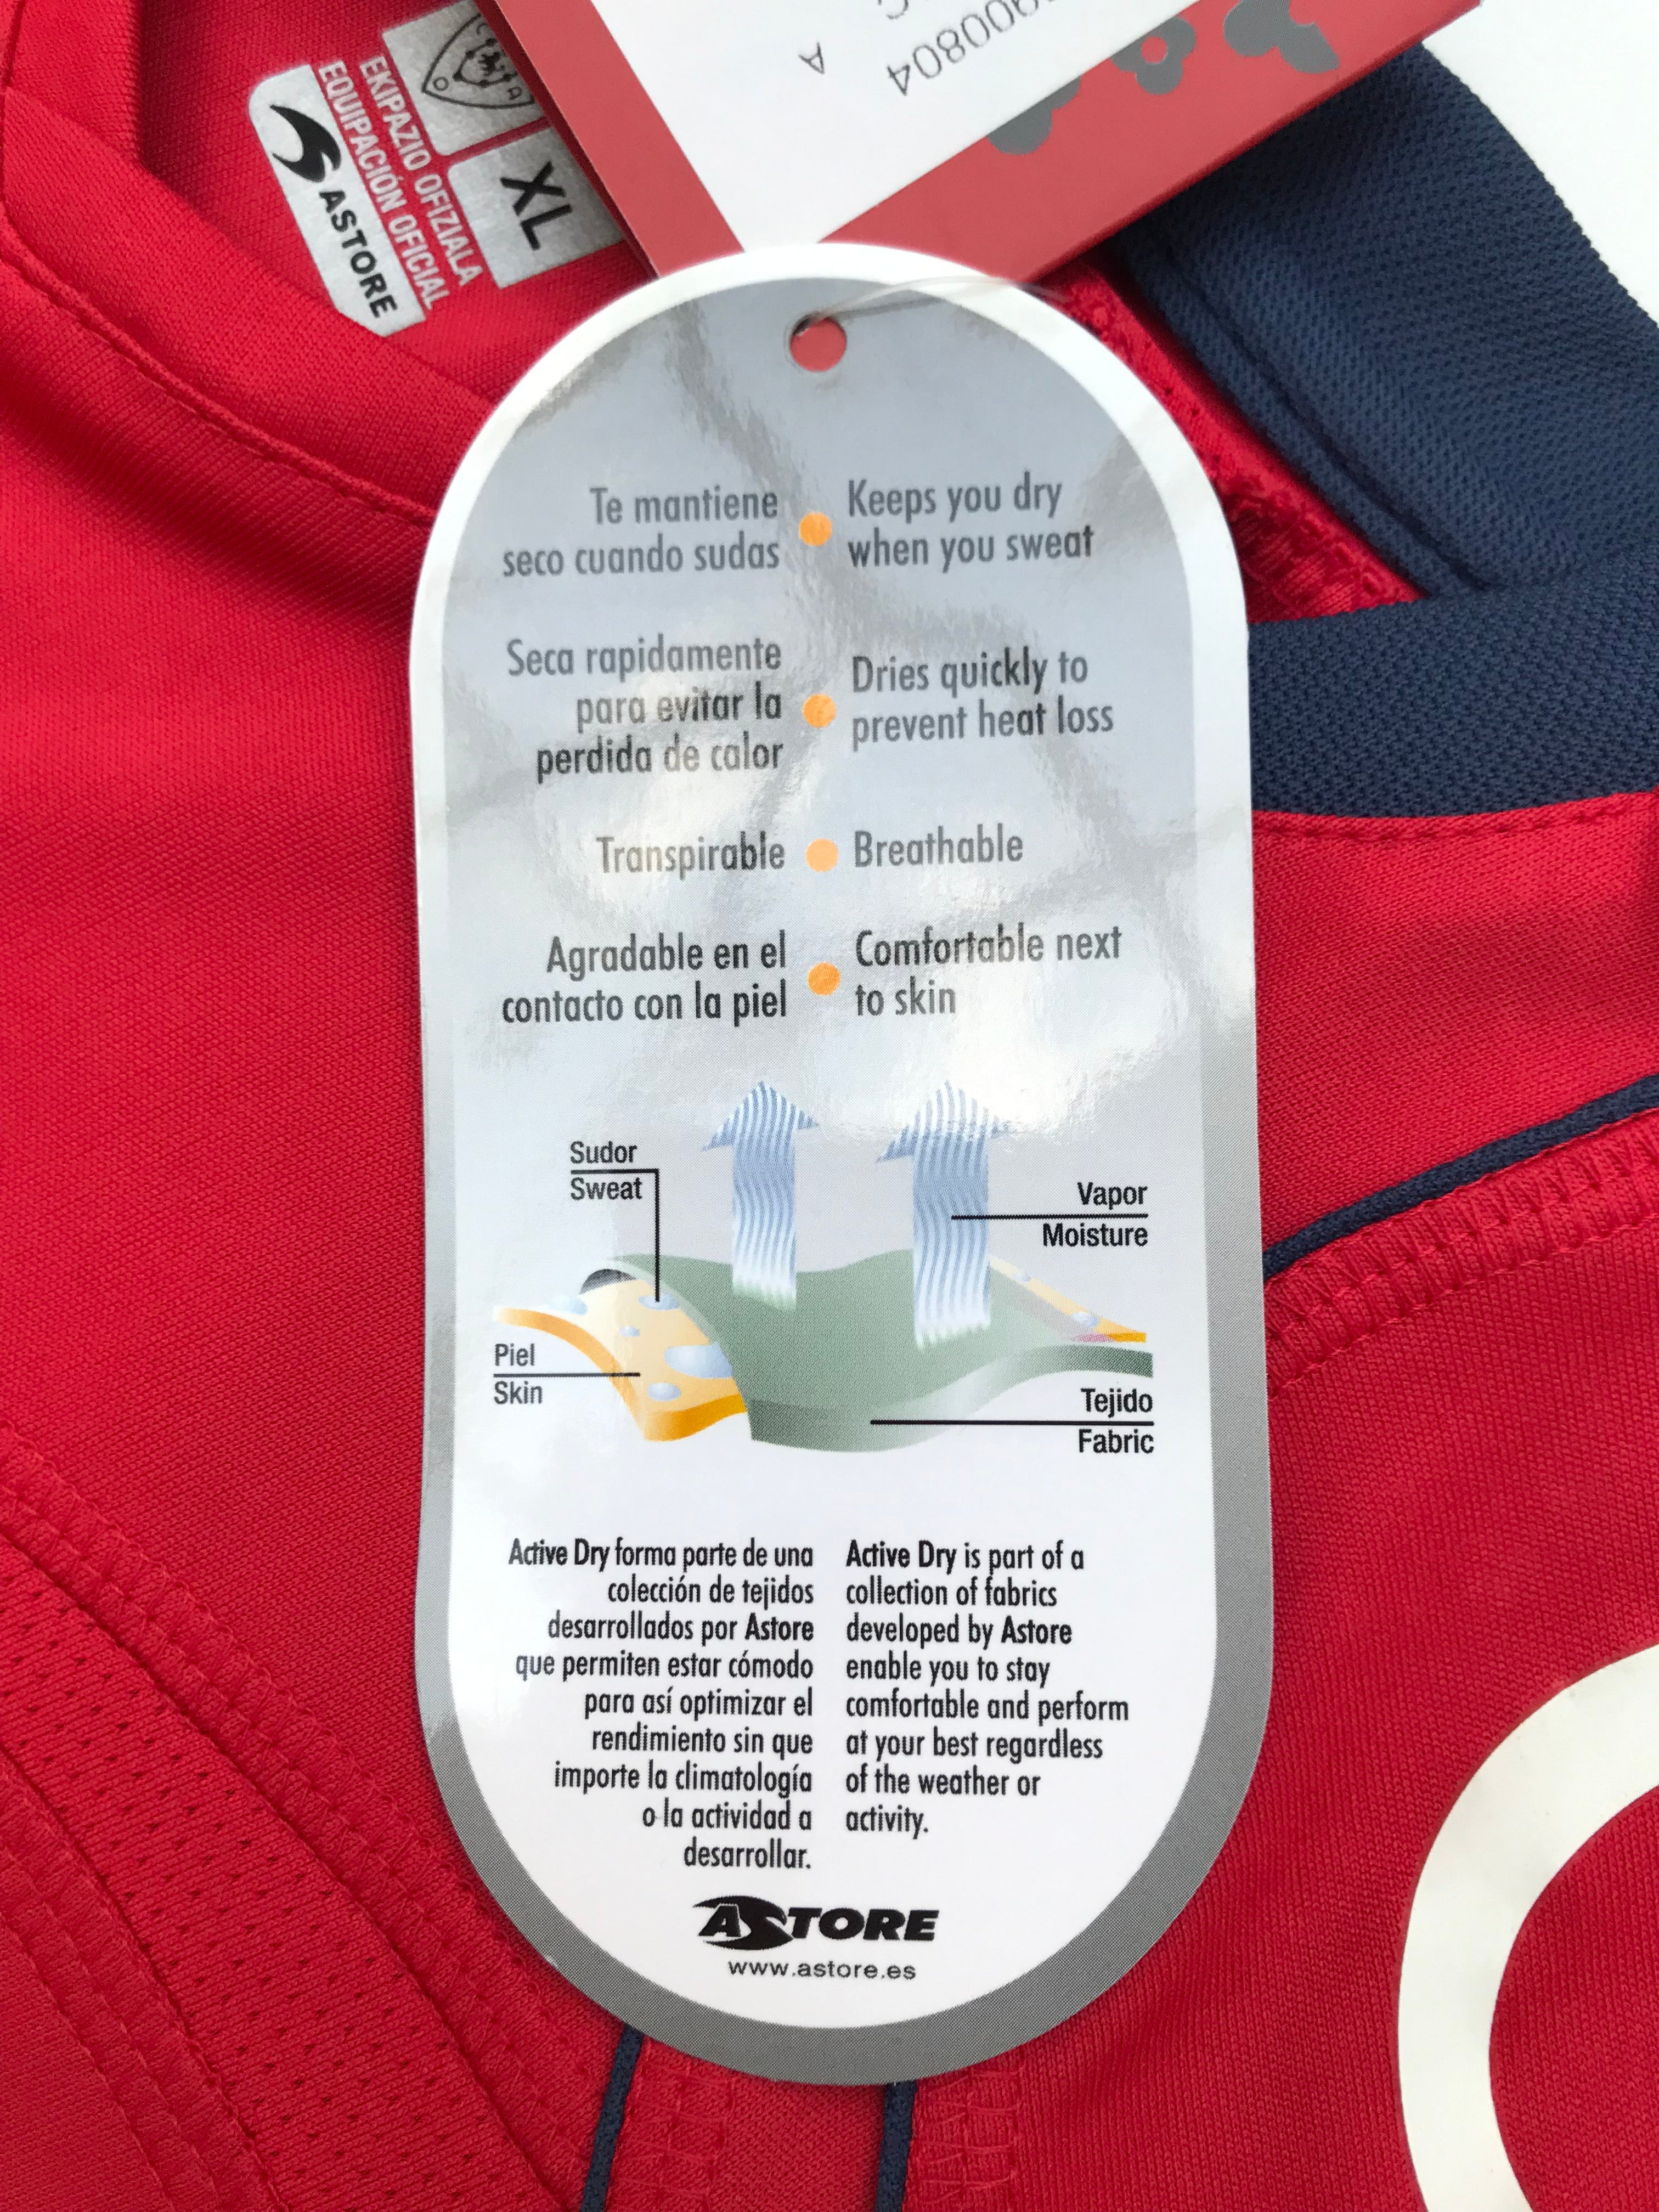 EKIPAZIO OFIZIALA
EQUIPACIÓN OFICIAL
ASTORE
XL
A
Te mantiene
seco cuando sudas
Keeps you dry
when you sweat
Seca rapidamente
para evitar la
perdida de calor
Dries quickly to
prevent heat loss
Transpirable
Breathable
Agradable en el
contacto con la piel
Comfortable next
to skin
Sudor
Sweat
Vapor
Moisture
Piel
Skin
Tejido
Fabric
Active Dry forma parte de una
colección de tejidos
desarrollados por Astore
que permiten estar cómodo
para así optimizar el
rendimiento sin que
importe la climatología
o la actividad a
desarrollar.
Active Dry is part of a
collection of fabrics
developed by Astore
enable you to stay
comfortable and perform
at your best regardless
of the weather or
activity.
ASTORE
www.astore.es